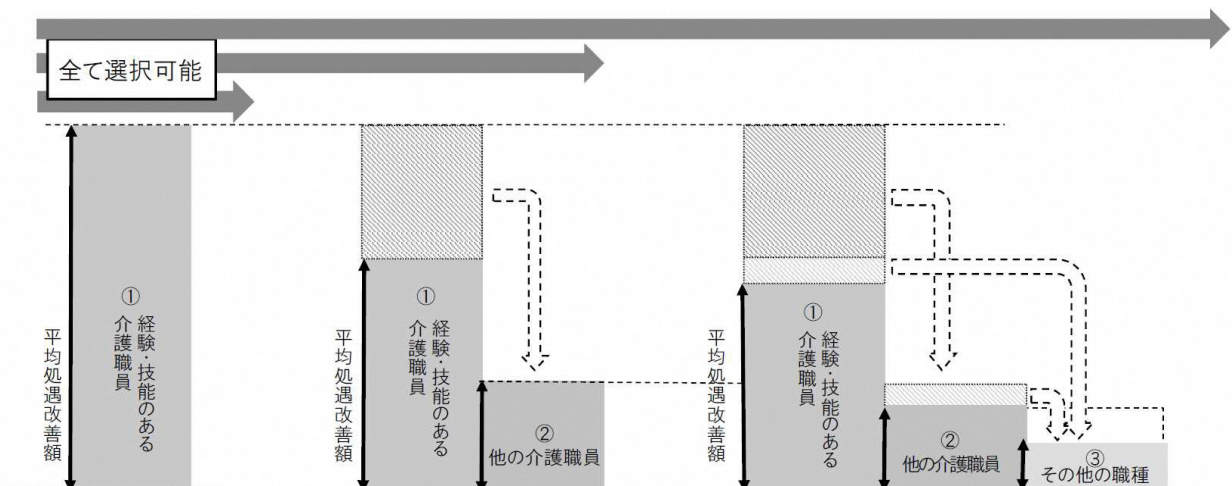 全て選択可能
平均処遇改善額
①
経験・技能のある
介護職員
平均処遇改善額
①
経験・技能のある
介護職員
②
他の介護職員
平均処遇改善額
①
経験・技能のある
介護職員
②
他の介護職員
③
その他の職種